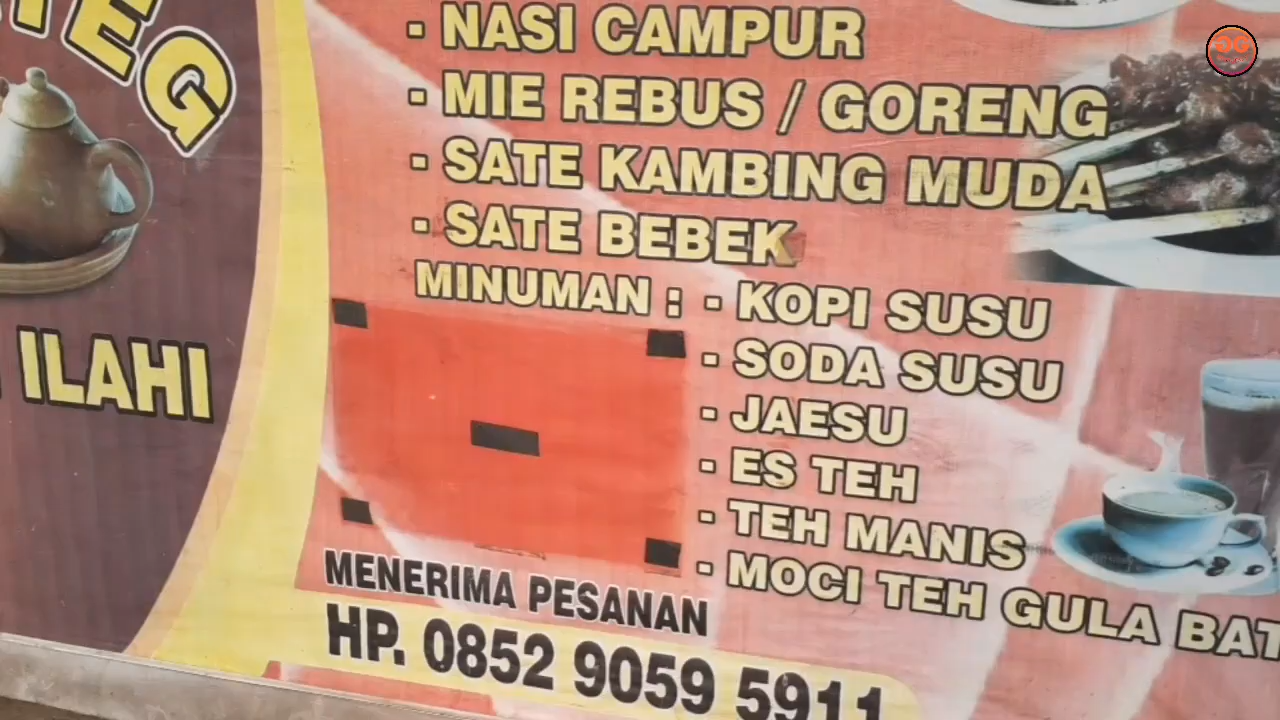 - NASI CAMPUR
- MIE REBUS / GORENG
- SATE KAMBING MUDA
- SATE BEBEK
MINUMAN : - KOPI SUSU
- SODA SUSU
- JAESU
- ES TEH
- TEH MANIS
- MOCI TEH GULA BAT
ILAHI
MENERIMA PESANAN
HP. 0852 9059 5911